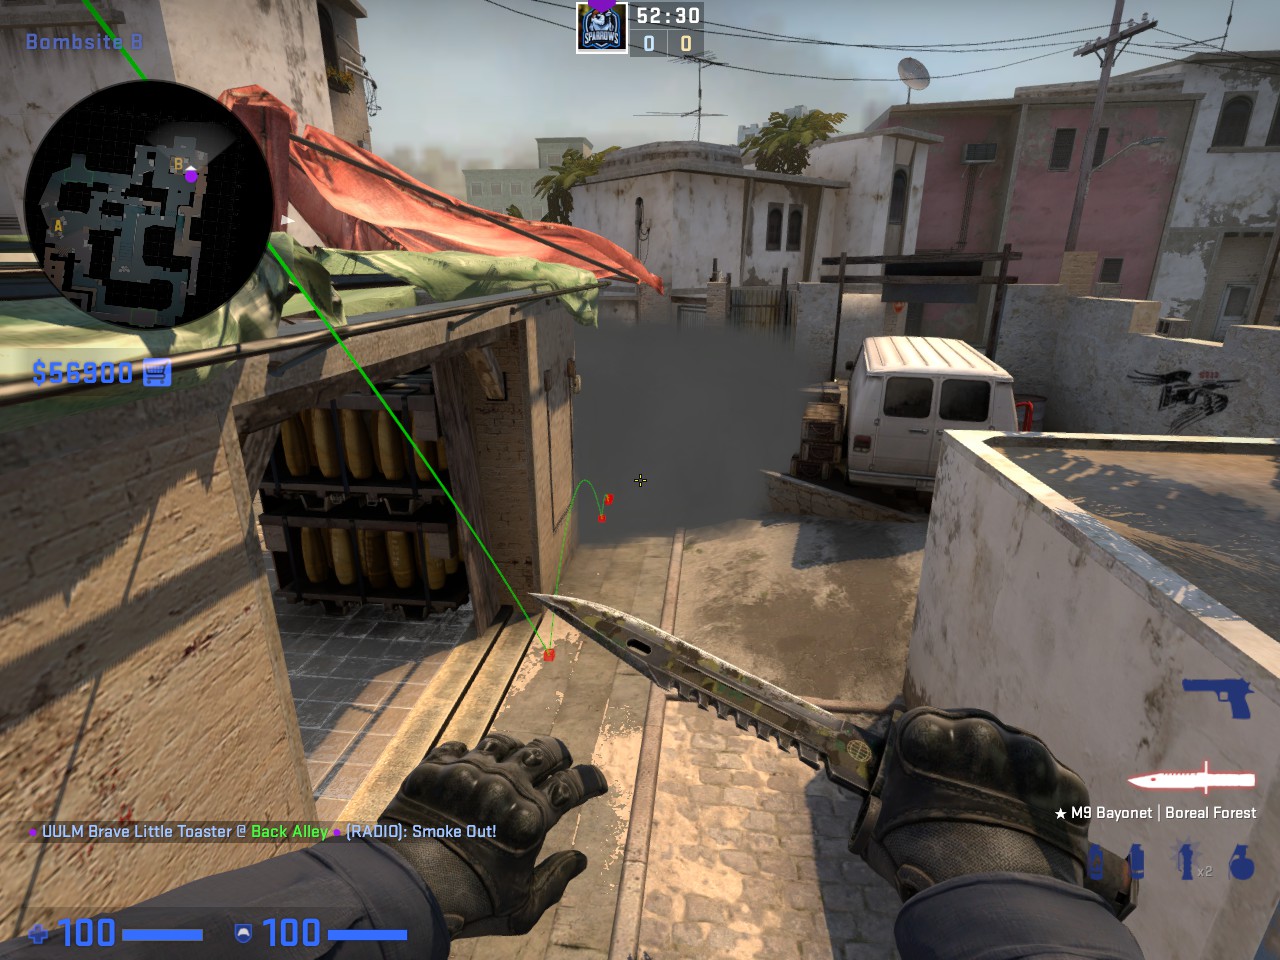 Bombsite B
SPARROWS
52:30
0 0
B
A
$56900
UULM Brave Little Toaster @ Back Alley (RADIO): Smoke Out!
★ M9 Bayonet | Boreal Forest
x2
100 100